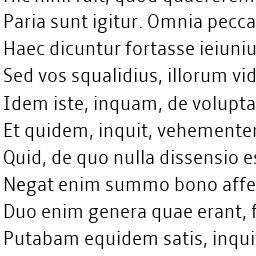 Paria sunt igitur. Omnia pecca
Haec dicuntur fortasse ieiuniu
Sed vos squalidius, illorum vid
Idem iste, inquam, de volupta
Et quidem, inquit, vehementer
Quid, de quo nulla dissensio es
Negat enim summo bono affe
Duo enim genera quae erant, f
Putabam equidem satis, inqui